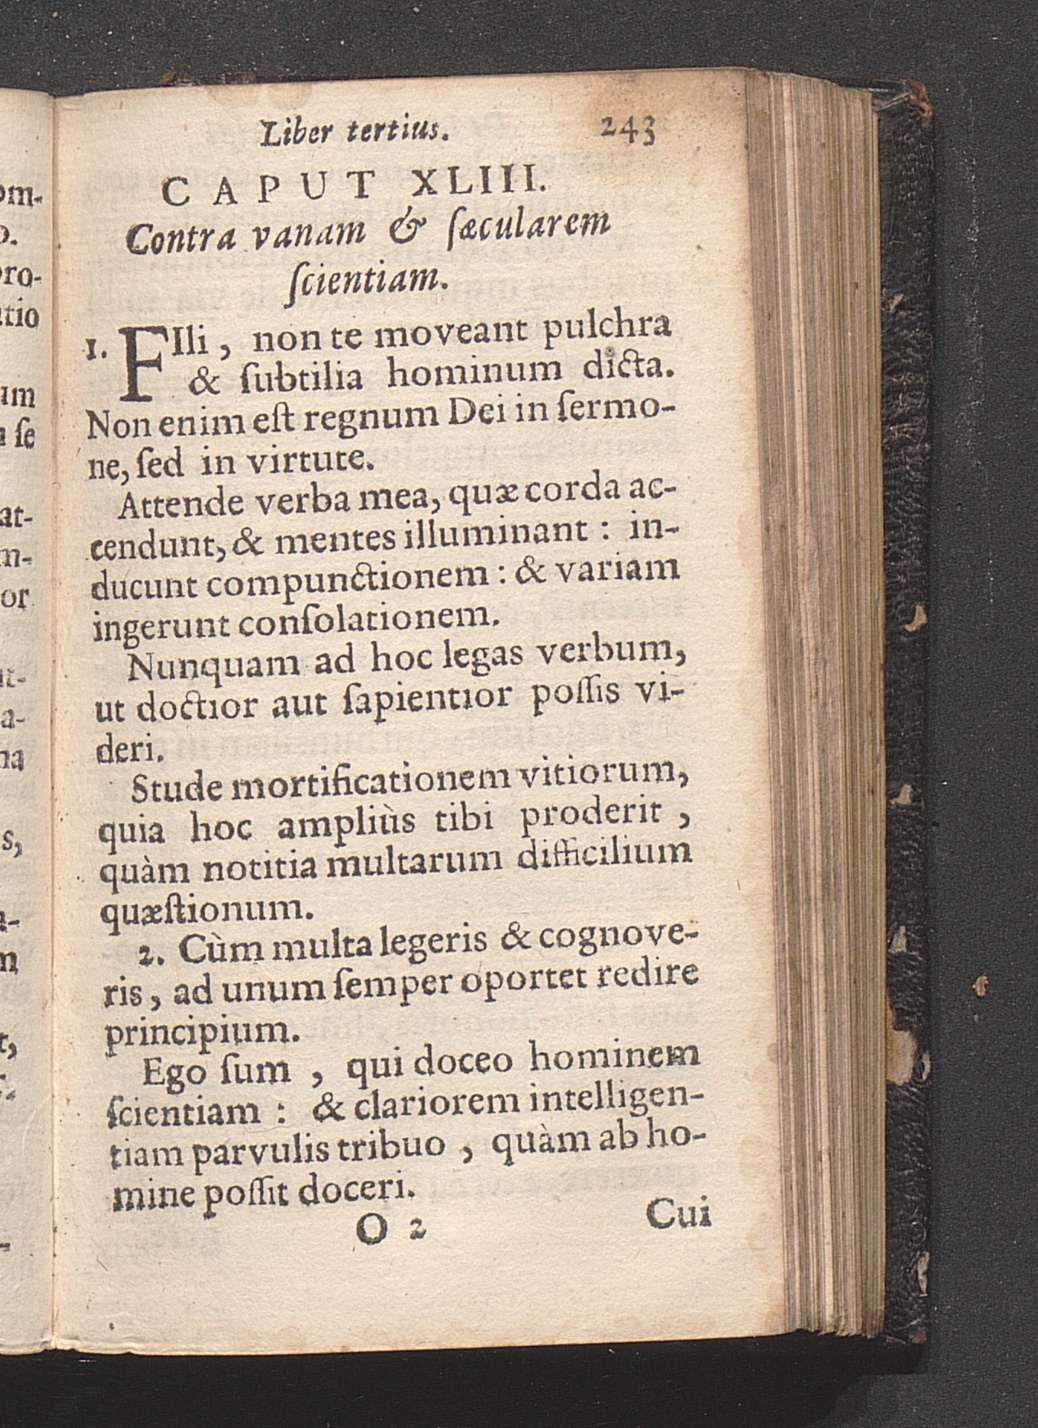 Liber tertius. 243
CAPUT XLIII.
Contra vanam & ſæcularem
ſcientiam.
1. FIli, non te moveant pulchra
& ſubtilia hominum dicta.
Non enim eſt regnum Dei in ſermo-
ne, ſed in virtute.
Attende verba mea, quæ corda ac-
cendunt, & mentes illuminant : in-
ducunt compunctionem : & variam
ingerunt conſolationem.
Nunquam ad hoc legas verbum,
ut doctior aut ſapientior poſſis vi-
deri.
Stude mortificationem vitiorum,
quia hoc ampliùs tibi proderit ,
quàm notitia multarum difficilium
quæſtionum.
2. Cùm multa legeris & cognove-
ris, ad unum ſemper oportet redire
principium.
Ego ſum , qui doceo hominem
ſcientiam : & clariorem intelligen-
tiam parvulis tribuo , quàm ab ho-
mine poſſit doceri.
O 2 Cui